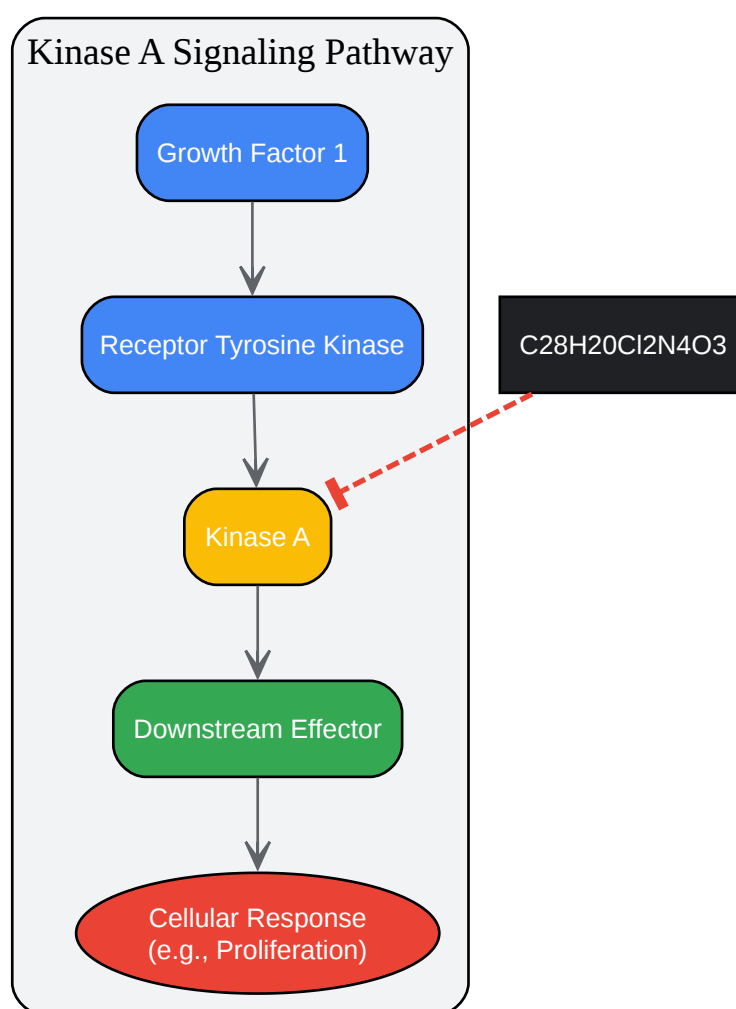 Kinase A Signaling Pathway
Growth Factor 1
Receptor Tyrosine Kinase
C28H20Cl2N4O3
Kinase A
Downstream Effector
Cellular Response
(e.g., Proliferation)